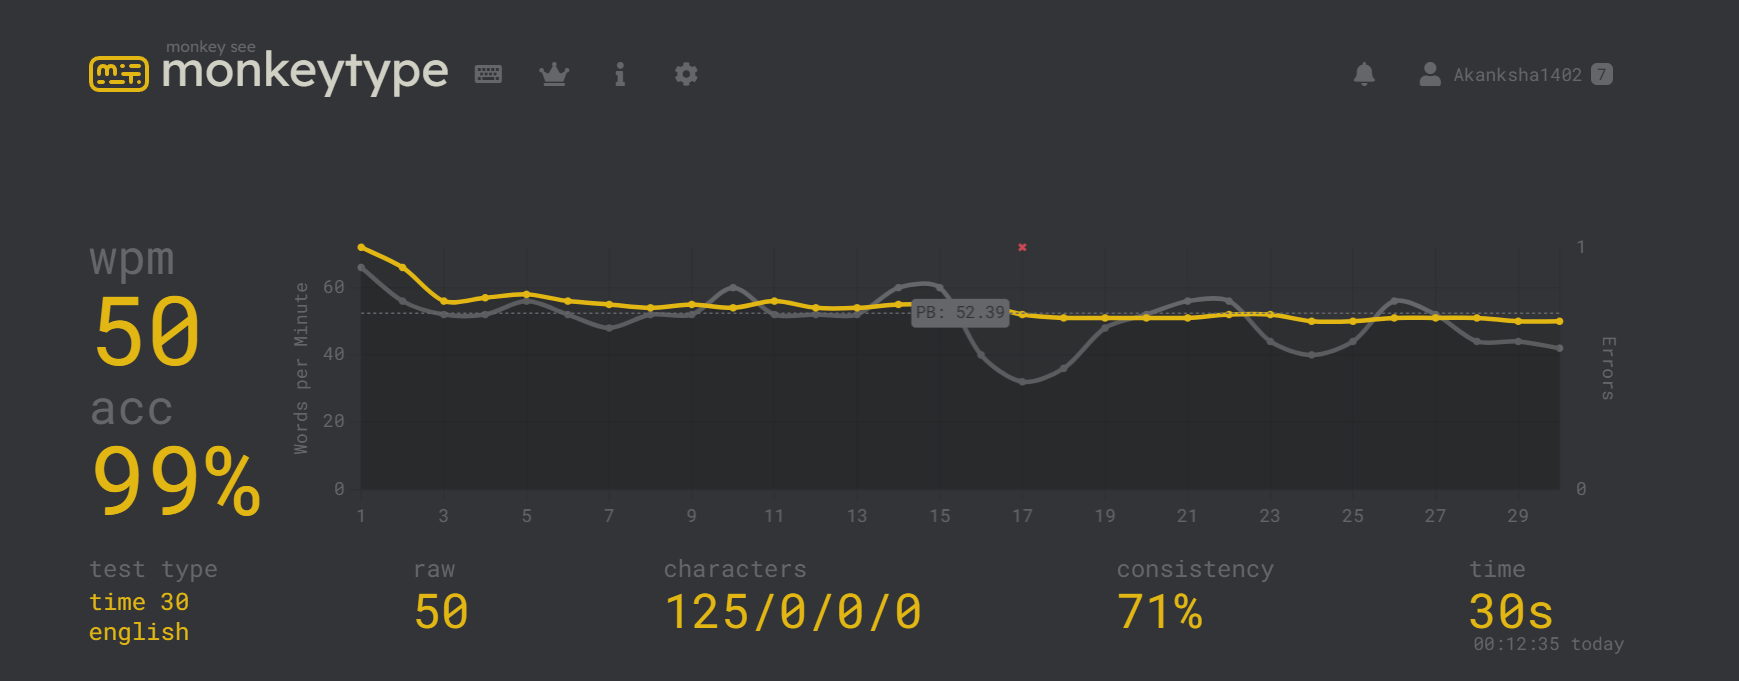 monkey see
monkeytype
Akanksha1402 7
wpm
50
acc
99%
Words per Minute
60
40
20
0
PB: 52.39
1
0
Errors
1 3 5 7 9 11 13 15 17 19 21 23 25 27 29
test type
time 30
english
raw
50
characters
125/0/0/0
consistency
71%
time
30s
00:12:35 today